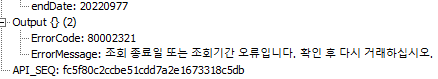 endDate: 20220977
Output {} (2)
ErrorCode: 80002321
ErrorMessage: 조회 종료일 또는 조회기간 오류입니다. 확인 후 다시 거래하십시오.
API_SEQ: fc5f80c2ccbe51cdd7a2e1673318c5db